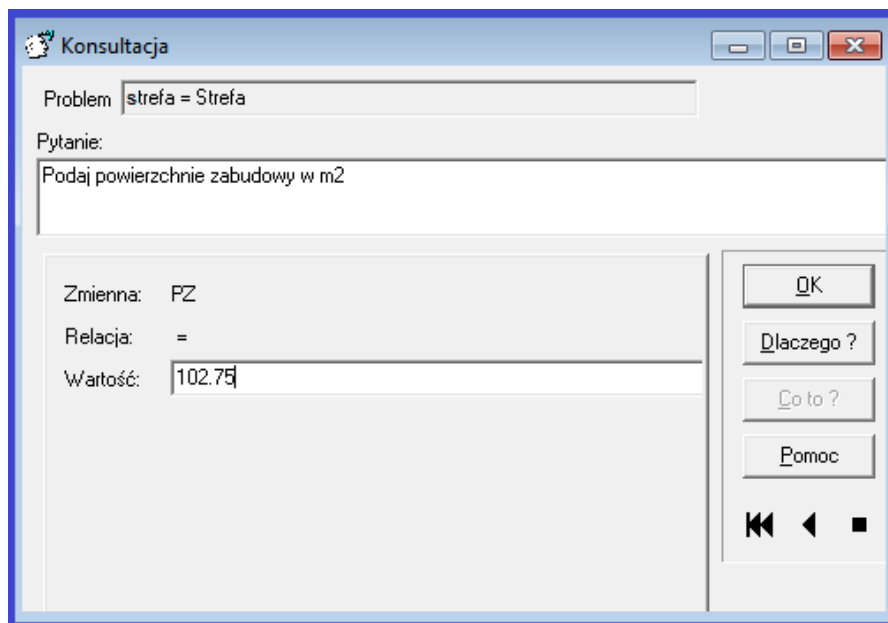 Konsultacja
Problem strefa = Strefa
Pytanie:
Podaj powierzchnie zabudowy w m2
Zmienna: PZ
Relacja: =
Wartość: 102.75
OK
Dlaczego ?
Co to ?
Pomoc